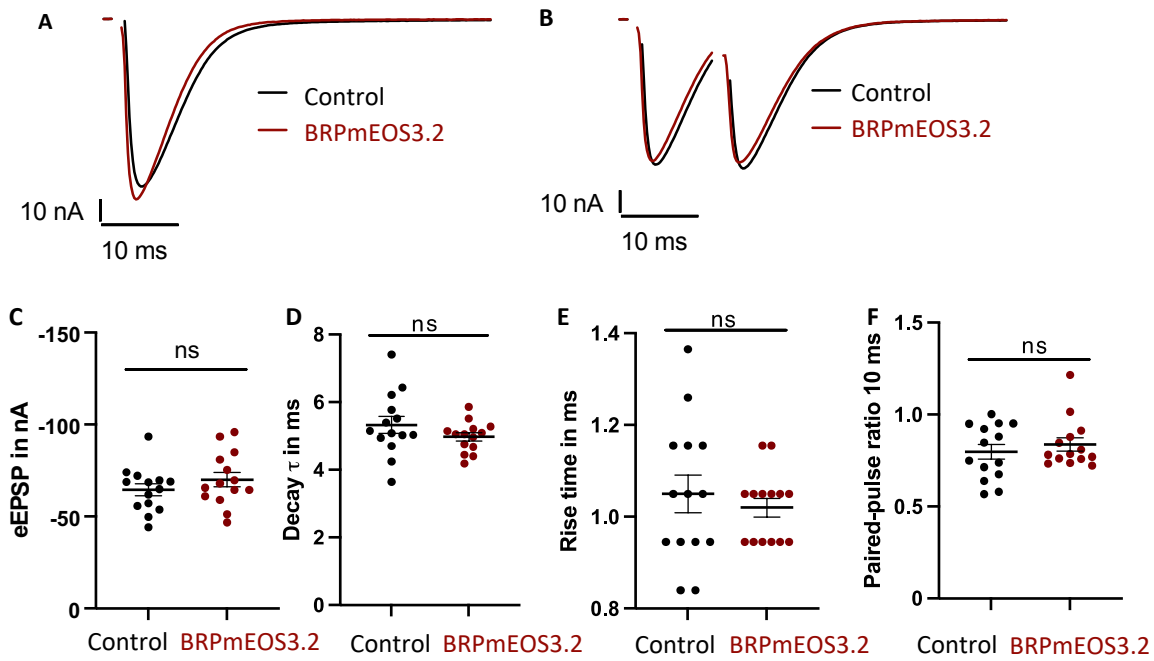 A
Control
BRPmEOS3.2
10 nA
10 ms
B
Control
BRPmEOS3.2
10 nA
10 ms
C
eEPSP in nA
-150
-100
-50
0
ns
Control BRPmEOS3.2
D
Decay τ in ms
8
6
4
2
0
ns
Control BRPmEOS3.2
E
Rise time in ms
1.4
1.2
1.0
0.8
ns
Control BRPmEOS3.2
F
Paired-pulse ratio 10 ms
1.5
1.0
0.5
0
ns
Control BRPmEOS3.2